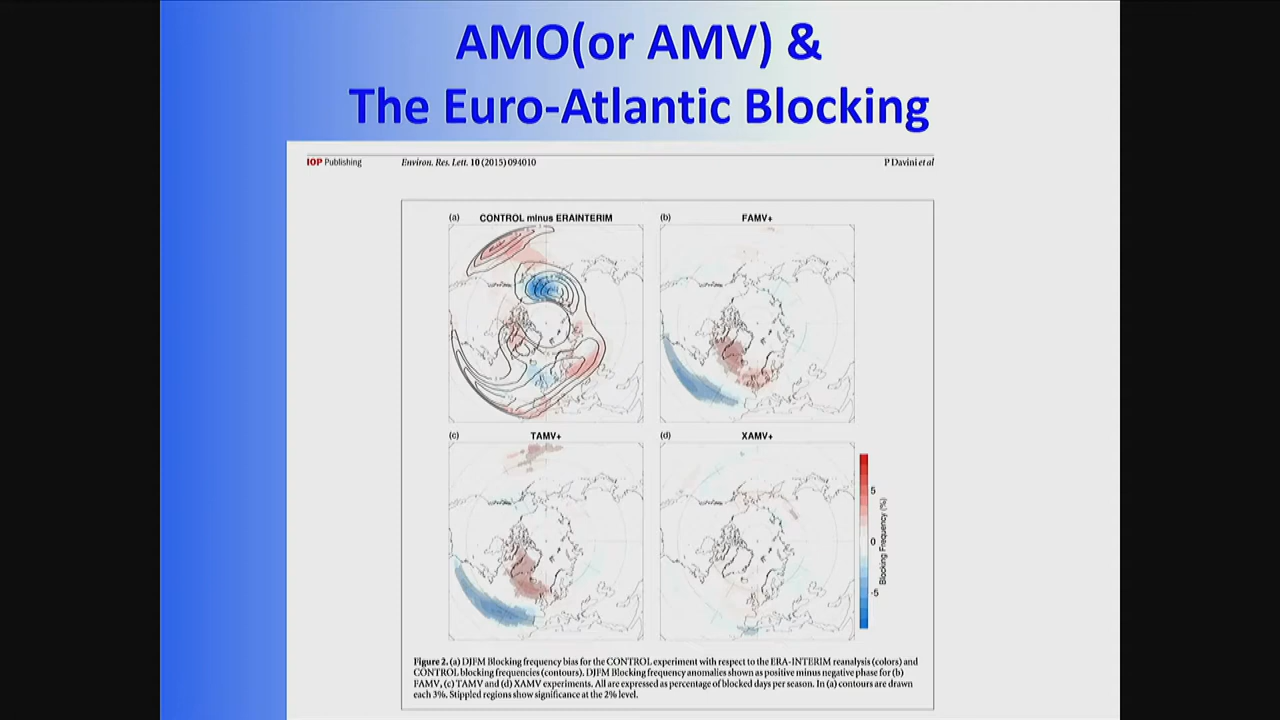 AMO(or AMV) &
The Euro-Atlantic Blocking
IOP Publishing
Environ. Res. Lett. 10 (2015) 094010
P Davini et al
(a) CONTROL minus ERAINTERIM
(b) FAMV+
(c) TAMV+
(d) XAMV+
5
0
-5
Blocking Frequency (%)
Figure 2. (a) DJFM Blocking frequency bias for the CONTROL experiment with respect to the ERA-INTERIM reanalysis (colors) and
CONTROL blocking frequencies (contours). DJFM Blocking frequency anomalies shown as positive minus negative phase for (b)
FAMV, (c) TAMV and (d) XAMV experiments. All are expressed as percentage of blocked days per season. In (a) contours are drawn
each 3%. Stippled regions show significance at the 2% level.